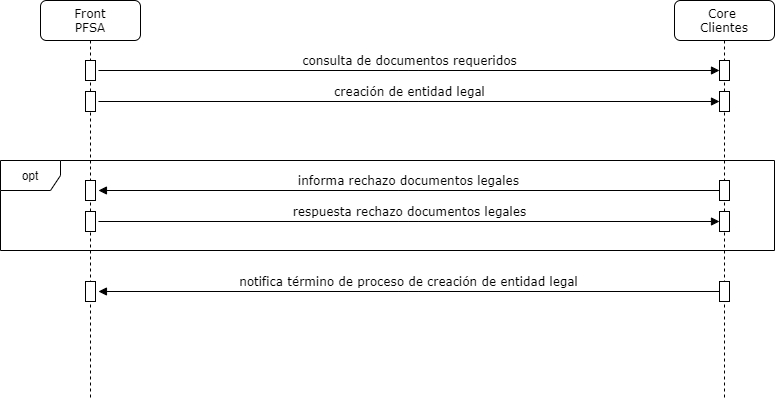 Front
PFSA
Core
Clientes
consulta de documentos requeridos
creación de entidad legal
opt
informa rechazo documentos legales
respuesta rechazo documentos legales
notifica término de proceso de creación de entidad legal